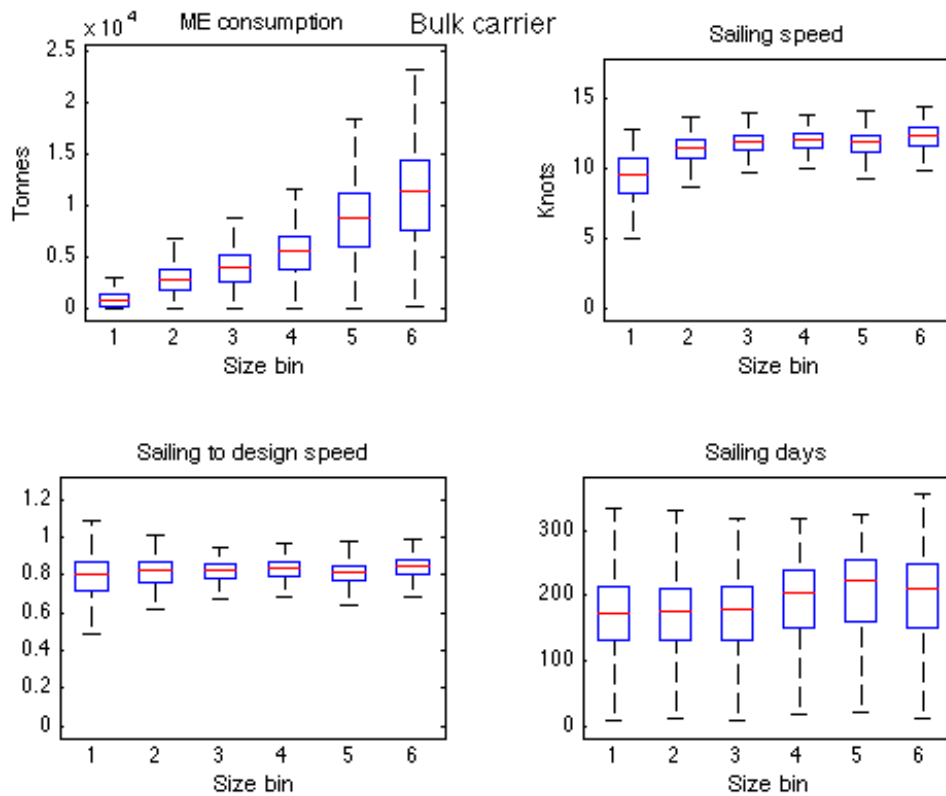 Bulk carrier
× 10⁴ ME consumption
2.5
2
1.5
1
0.5
0
Tonnes
1 2 3 4 5 6
Size bin
Sailing speed
15
10
5
0
Knots
1 2 3 4 5 6
Size bin
Sailing to design speed
1.2
1
0.8
0.6
0.4
0.2
0
1 2 3 4 5 6
Size bin
Sailing days
300
200
100
0
1 2 3 4 5 6
Size bin